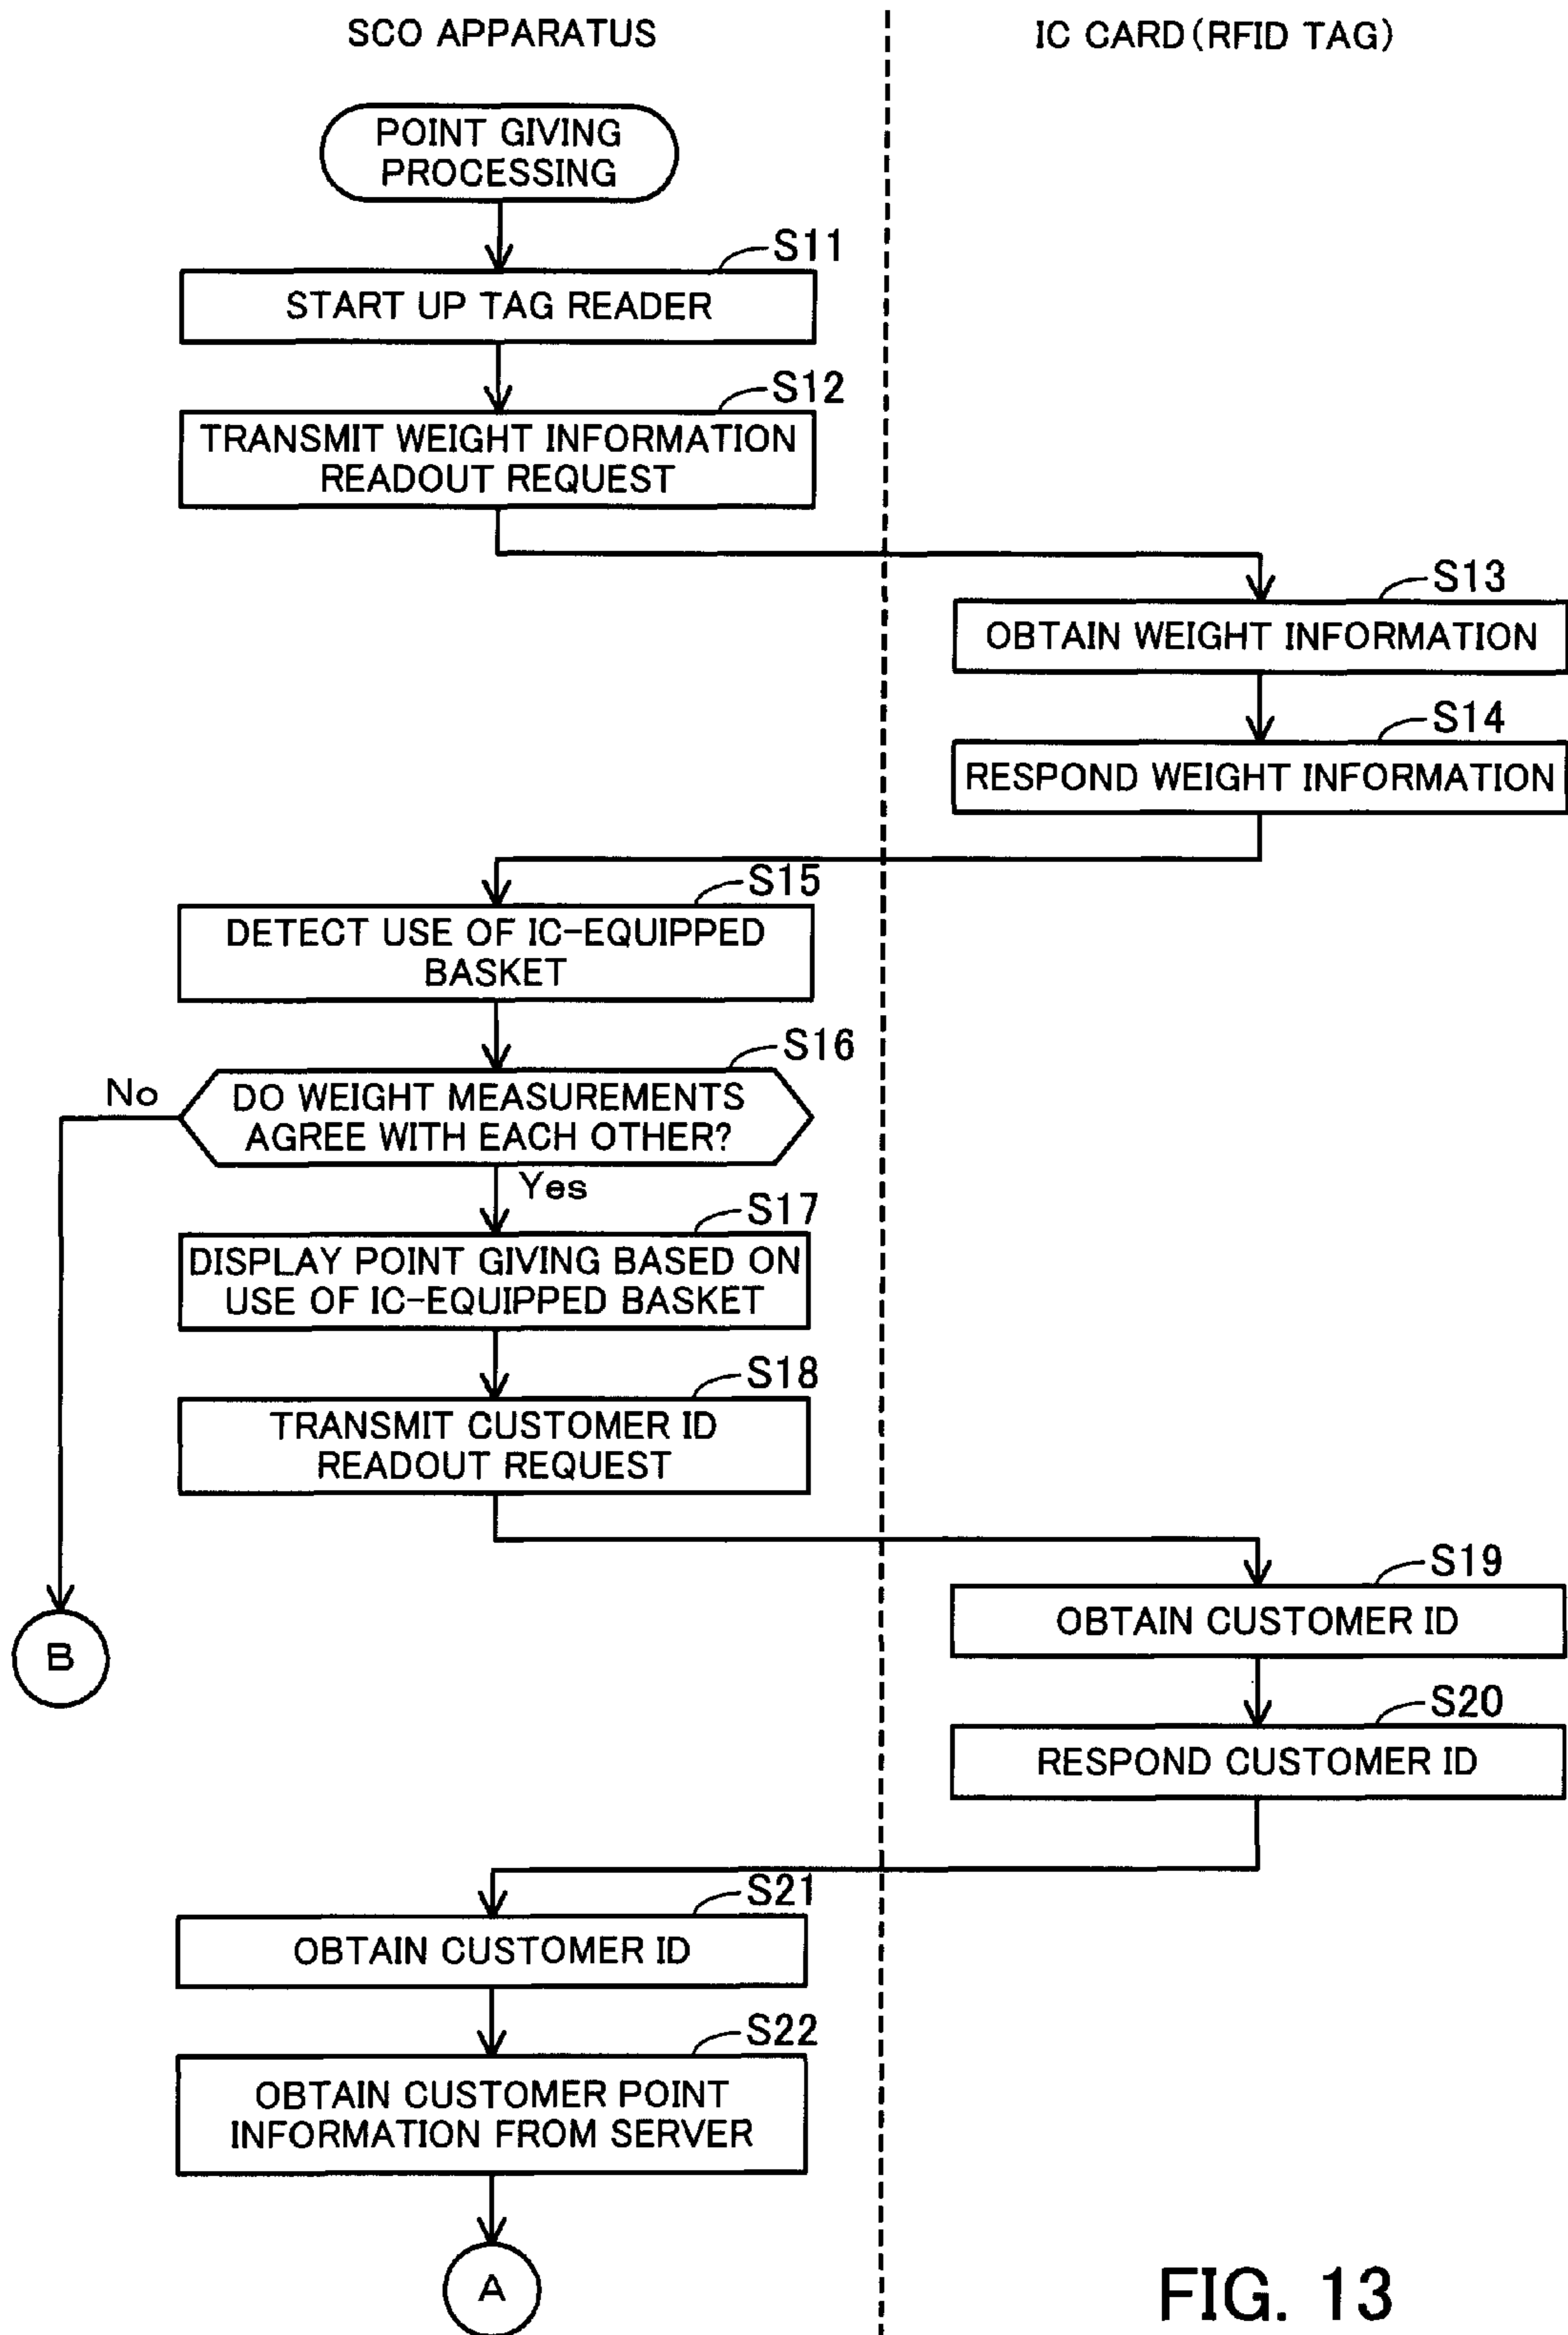 SCO APPARATUS
IC CARD(RFID TAG)
POINT GIVING
PROCESSING
S11
START UP TAG READER
S12
TRANSMIT WEIGHT INFORMATION
READOUT REQUEST
S13
OBTAIN WEIGHT INFORMATION
S14
RESPOND WEIGHT INFORMATION
S15
DETECT USE OF IC-EQUIPPED
BASKET
S16
No
DO WEIGHT MEASUREMENTS
AGREE WITH EACH OTHER?
Yes
S17
DISPLAY POINT GIVING BASED ON
USE OF IC-EQUIPPED BASKET
S18
TRANSMIT CUSTOMER ID
READOUT REQUEST
S19
OBTAIN CUSTOMER ID
B
S20
RESPOND CUSTOMER ID
S21
OBTAIN CUSTOMER ID
S22
OBTAIN CUSTOMER POINT
INFORMATION FROM SERVER
A
FIG. 13